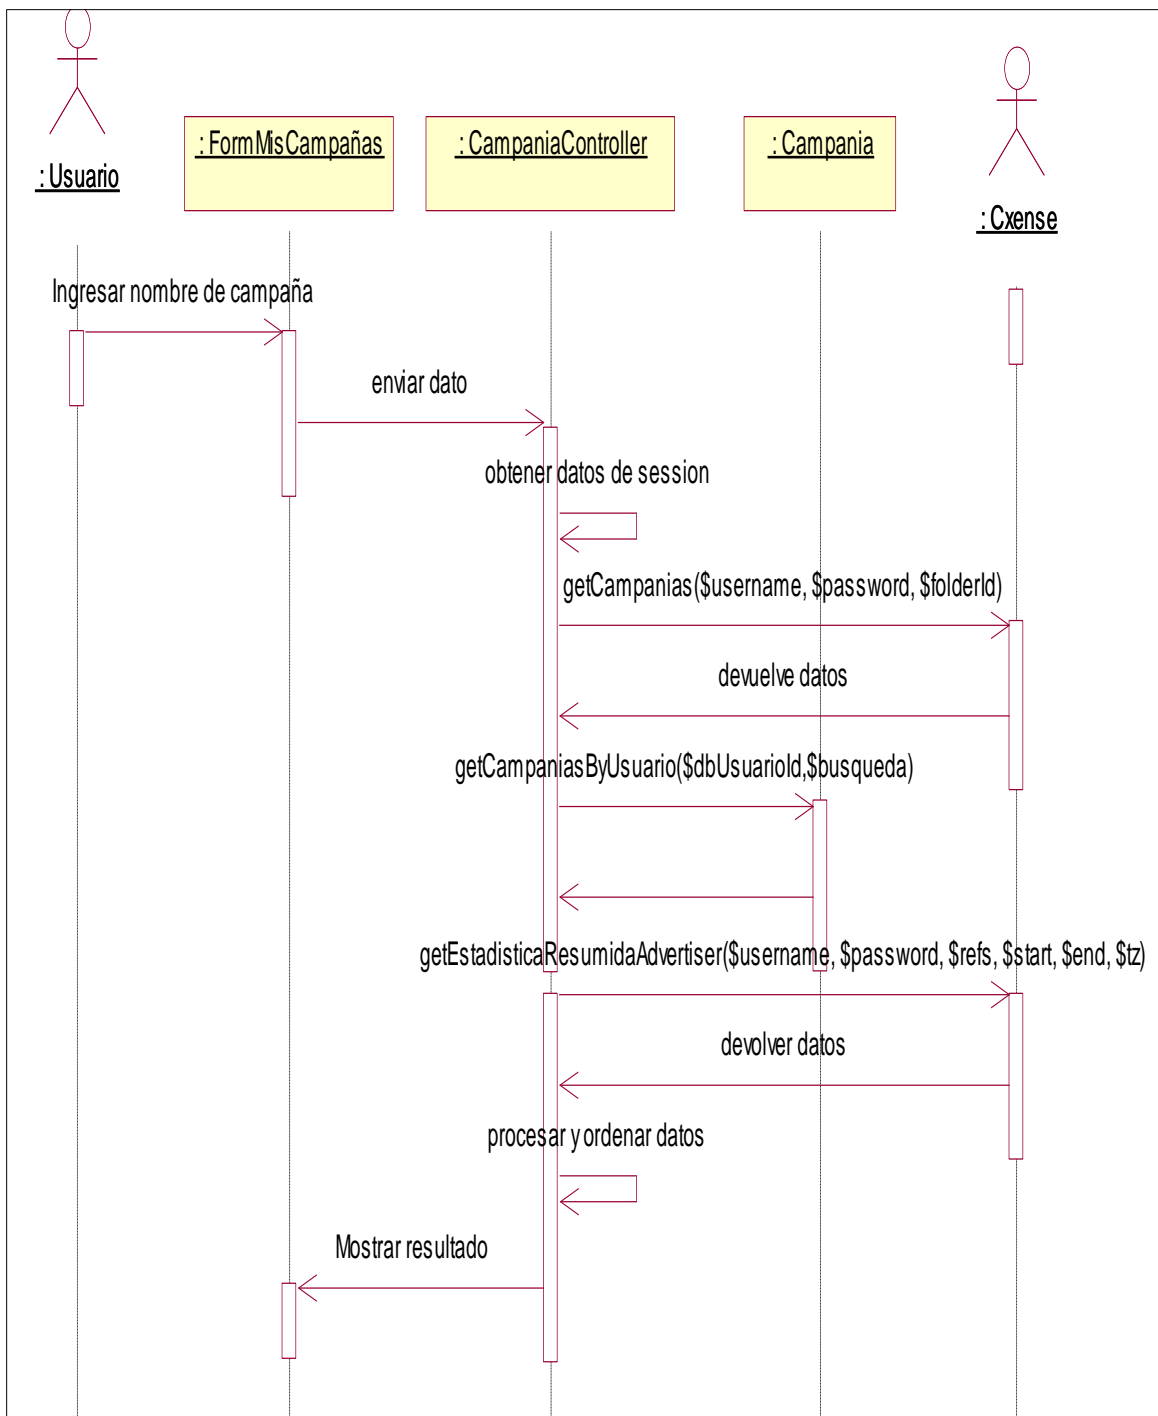 : Usuario
: FormMisCampañas
: CampaniaController
: Campania
: Cxense
Ingresar nombre de campaña
enviar dato
obtener datos de session
getCampanias($username, $password, $folderId)
devuelve datos
getCampaniasByUsuario($dbUsuarioId,$busqueda)
getEstadisticaResumidaAdvertiser($username, $password, $refs, $start, $end, $tz)
devolver datos
procesar y ordenar datos
Mostrar resultado